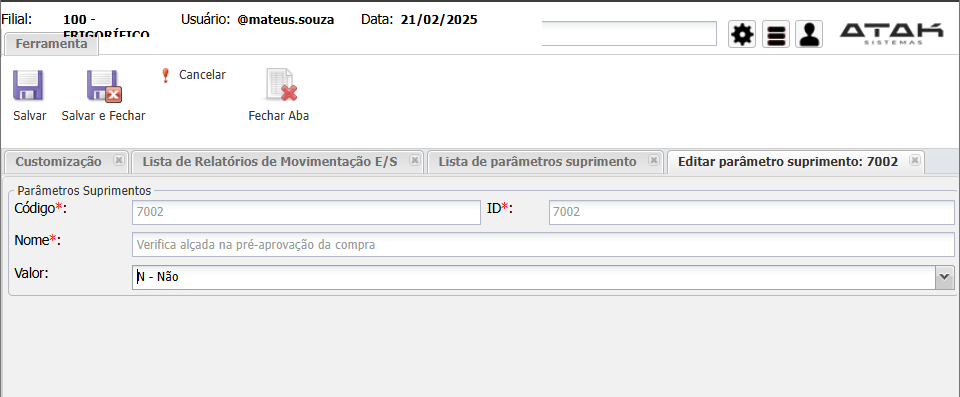 Filial: 100 - FRIGORÍFICO Usuário: @mateus.souza Data: 21/02/2025
ATAK
SISTEMAS
Ferramenta
Salvar Salvar e Fechar Cancelar Fechar Aba
Customização Lista de Relatórios de Movimentação E/S Lista de parâmetros suprimento Editar parâmetro suprimento: 7002
Parâmetros Suprimentos
Código*: 7002 ID*: 7002
Nome*: Verifica alçada na pré-aprovação da compra
Valor: N - Não